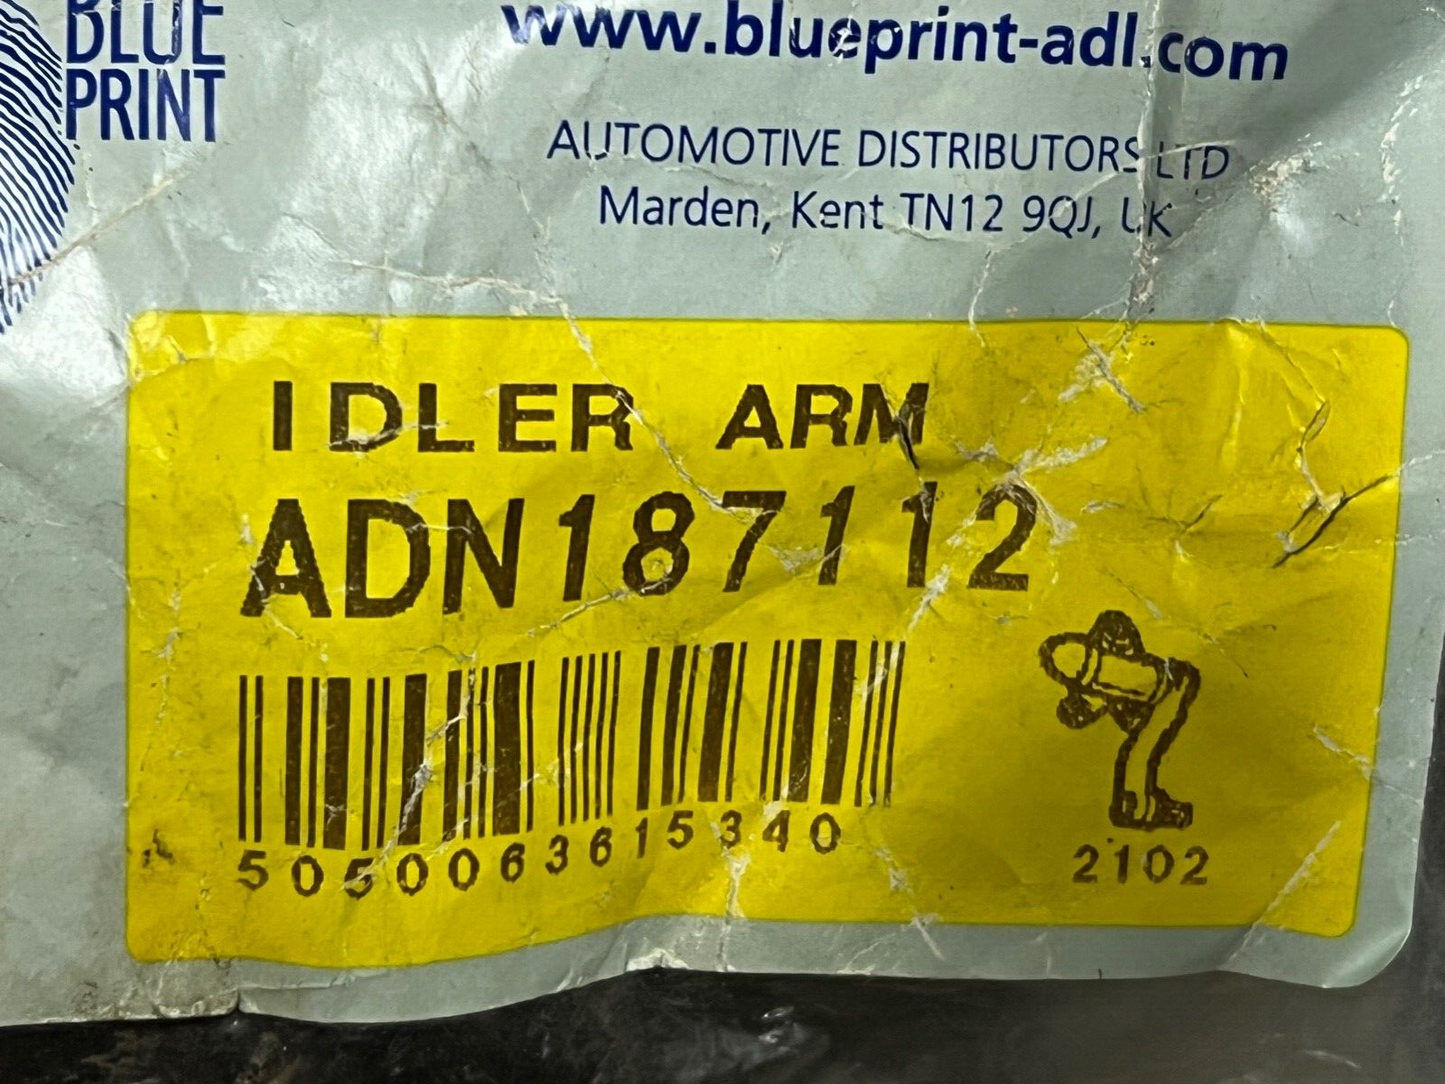 BLUE
PRINT
www.blueprint-adl.com
AUTOMOTIVE DISTRIBUTORS LTD
Marden, Kent TN12 9QJ, UK
IDLER ARM
ADN187112
5050063615340
2102